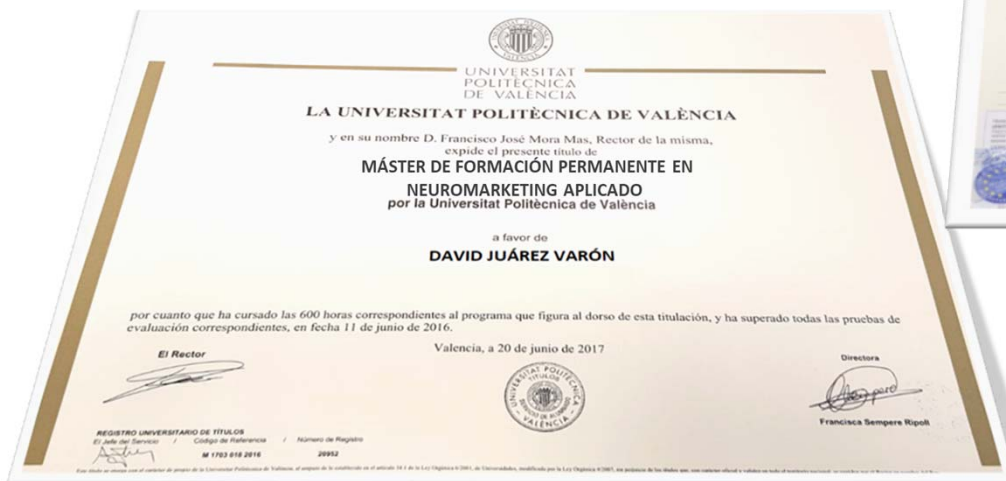 UNIVERSITAT
POLITÈCNICA
DE VALÈNCIA
LA UNIVERSITAT POLITÈCNICA DE VALÈNCIA
y en su nombre D. Francisco José Mora Mas, Rector de la misma,
expide el presente título de
MÁSTER DE FORMACIÓN PERMANENTE EN
NEUROMARKETING APLICADO
por la Universitat Politècnica de València
a favor de
DAVID JUÁREZ VARÓN
por cuanto que ha cursado las 600 horas correspondientes al programa que figura al dorso de esta titulación, y ha superado todas las pruebas de
evaluación correspondientes, en fecha 11 de junio de 2016.
Valencia, a 20 de junio de 2017
El Rector
Directora
Francisca Sempere Ripoll
REGISTRO UNIVERSITARIO DE TÍTULOS
El Jefe del Servicio / Código de Referencia / Número de Registro
M 1703 018 2016 20952